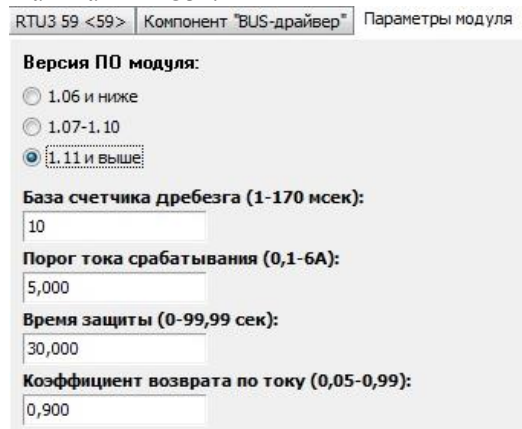 RTU3 59 <59> Компонент "BUS-драйвер" Параметры модуля
Версия ПО модуля:
1.06 и ниже
1.07-1.10
1.11 и выше
База счетчика дребезга (1-170 мсек):
10
Порог тока срабатывания (0,1-6А):
5,000
Время защиты (0-99,99 сек):
30,000
Коэффициент возврата по току (0,05-0,99):
0,900